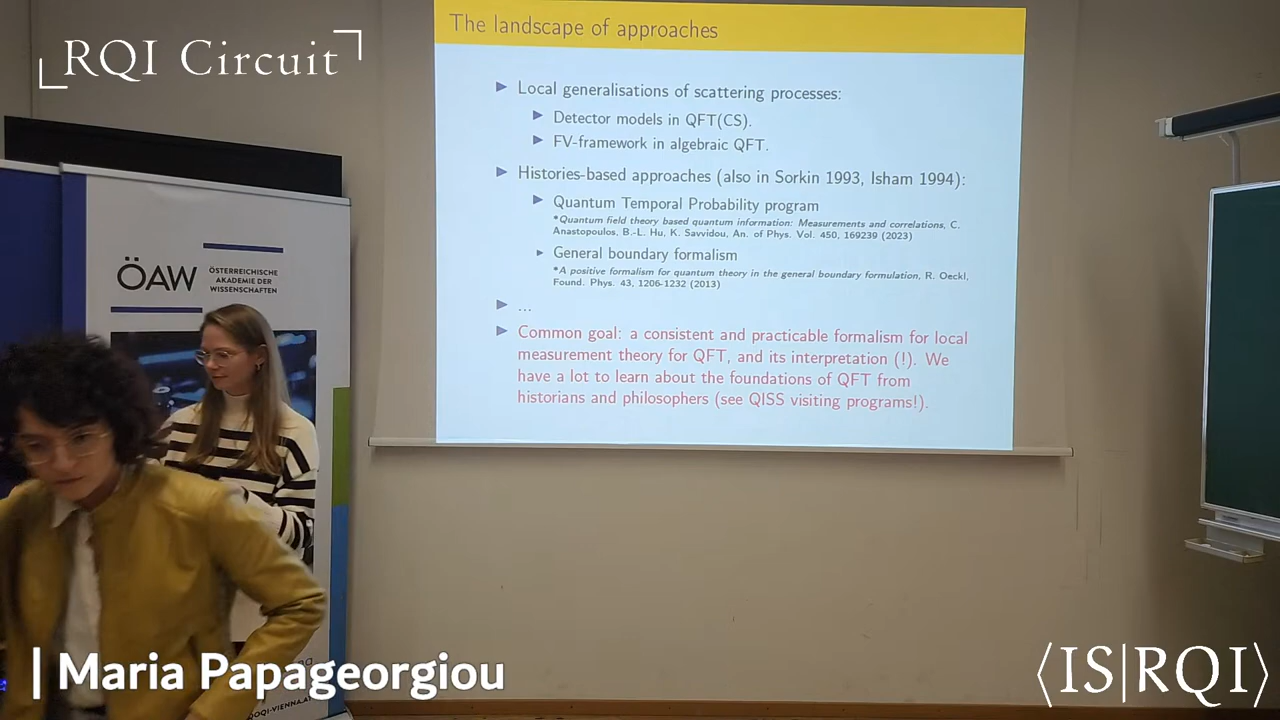 RQI Circuit
The landscape of approaches
Local generalisations of scattering processes:
Detector models in QFT(CS).
FV-framework in algebraic QFT.
Histories-based approaches (also in Sorkin 1993, Isham 1994):
Quantum Temporal Probability program
*Quantum field theory based quantum information: Measurements and correlations, C.
Anastopoulos, B.-L. Hu, K. Savvidou, An. of Phys. Vol. 450, 169239 (2023)
General boundary formalism
*A positive formalism for quantum theory in the general boundary formulation, R. Oeckl,
Found. Phys. 43, 1206-1232 (2013)
...
Common goal: a consistent and practicable formalism for local
measurement theory for QFT, and its interpretation (!). We
have a lot to learn about the foundations of QFT from
historians and philosophers (see QISS visiting programs!).
ÖAW
ÖSTERREICHISCHE
AKADEMIE DER
WISSENSCHAFTEN
| Maria Papageorgiou
⟨IS|RQI⟩